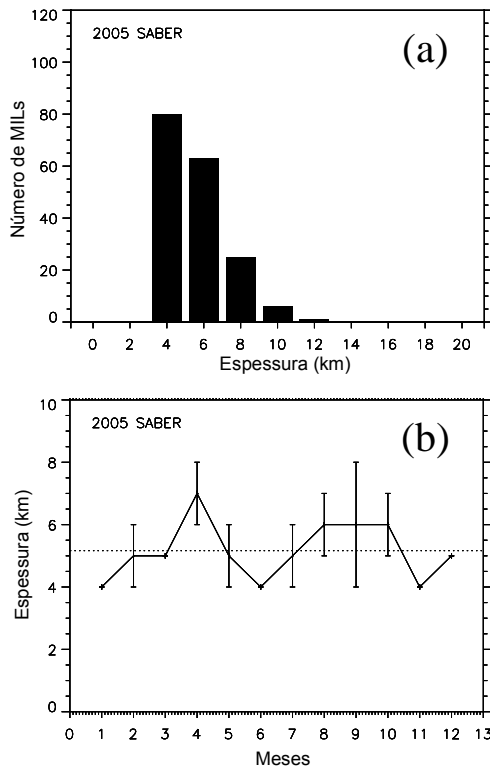 2005 SABER
(a)
120
100
80
60
40
20
0
Número de MILs
0 2 4 6 8 10 12 14 16 18 20
Espessura (km)
2005 SABER
(b)
10
8
6
4
2
0
Espessura (km)
0 1 2 3 4 5 6 7 8 9 10 11 12 13
Meses